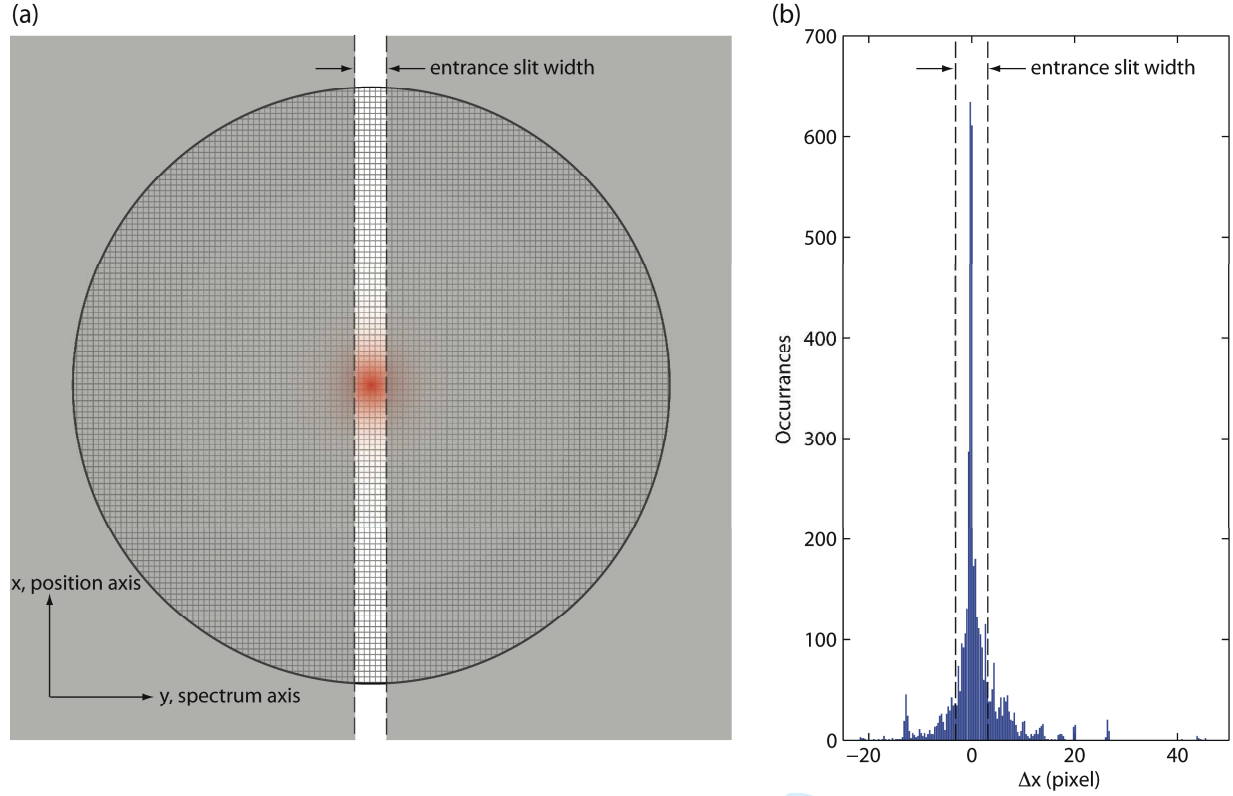 (a)
entrance slit width
x, position axis
y, spectrum axis
(b)
700
600
500
400
300
200
100
0
Occurrances
entrance slit width
−20
0
20
40
Δx (pixel)